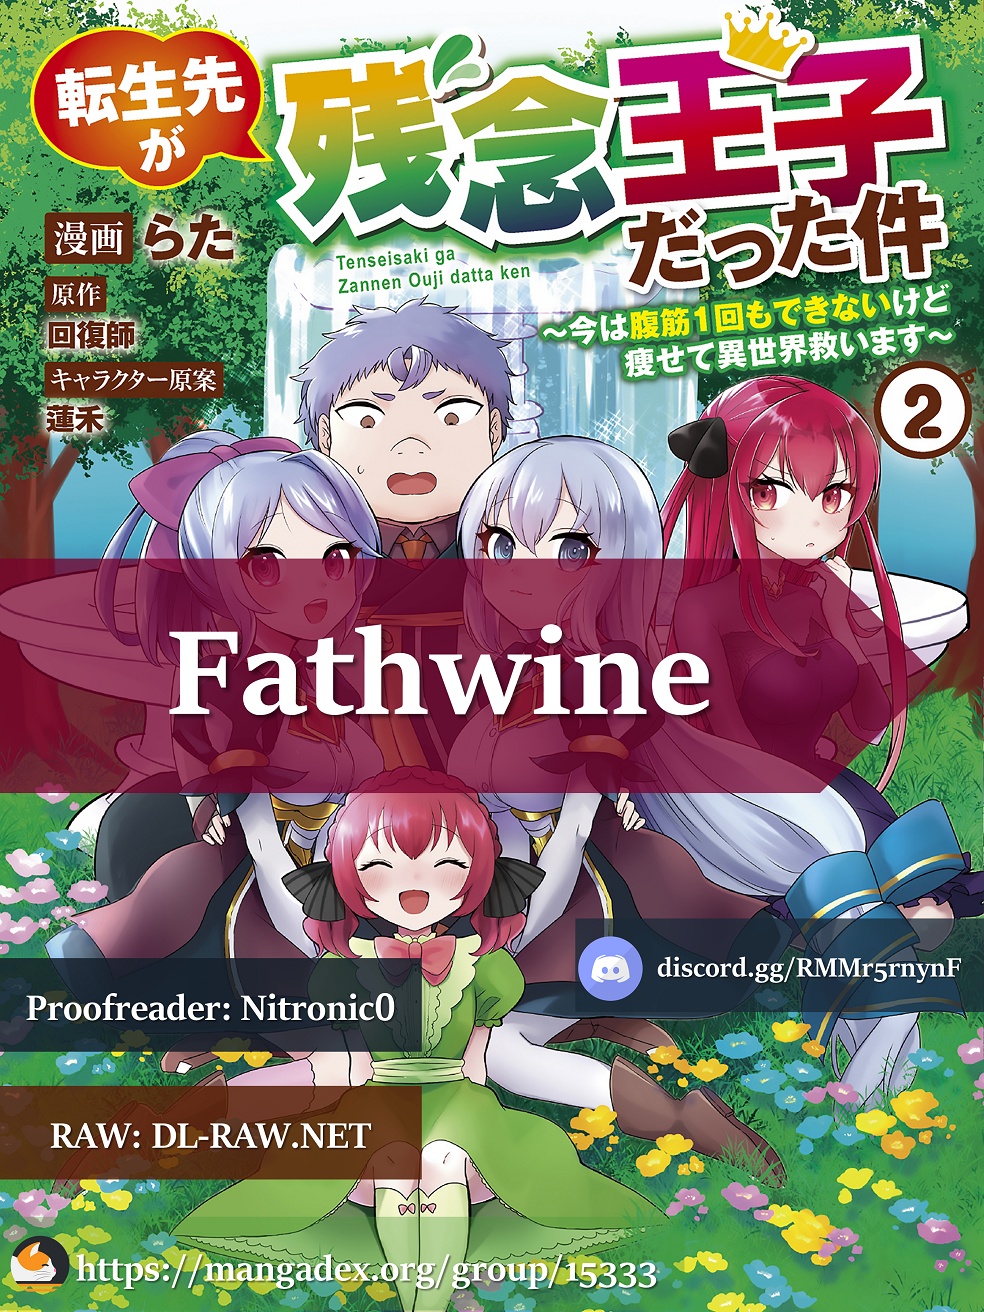 転生先
が
残念王子
だった件
Tenseisaki ga
Zannen Ouji datta ken
～今は腹筋1回もできないけど
痩せて異世界救います～
2
漫画 らた
原作
回復師
キャラクター原案
蓮禾
Fathwine
discord.gg/RMMr5rnynF
Proofreader: Nitronic0
RAW: DL-RAW.NET
https://mangadex.org/group/15333